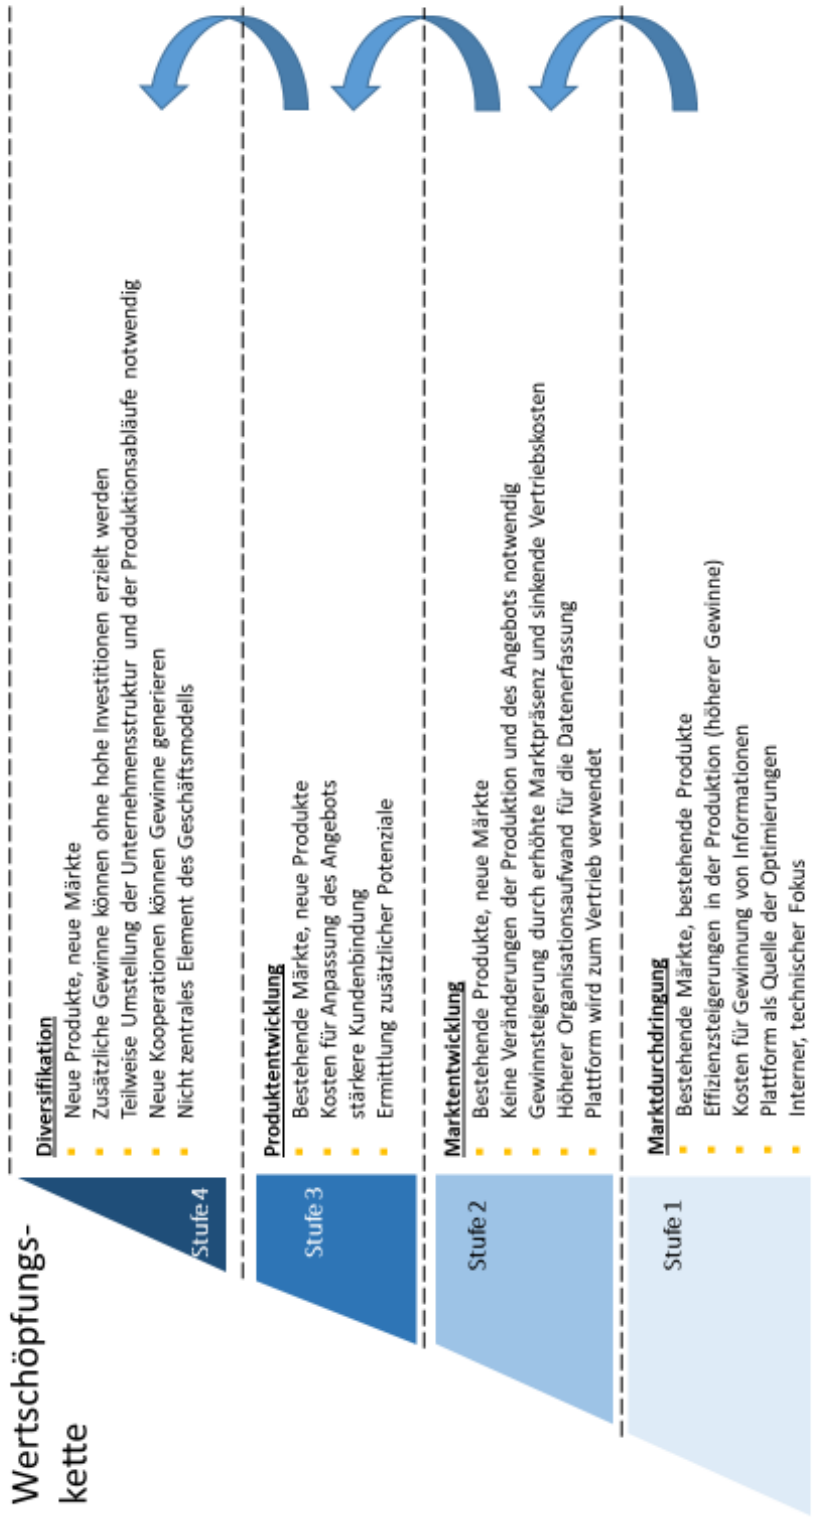 Wertschöpfungs-
kette
Stufe 4
Diversifikation
Neue Produkte, neue Märkte
Zusätzliche Gewinne können ohne hohe Investitionen erzielt werden
Teilweise Umstellung der Unternehmensstruktur und der Produktionsabläufe notwendig
Neue Kooperationen können Gewinne generieren
Nicht zentrales Element des Geschäftsmodells
Stufe 3
Produktentwicklung
Bestehende Märkte, neue Produkte
Kosten für Anpassung des Angebots
stärkere Kundenbindung
Ermittlung zusätzlicher Potenziale
Stufe 2
Marktentwicklung
Bestehende Produkte, neue Märkte
Keine Veränderungen der Produktion und des Angebots notwendig
Gewinnsteigerung durch erhöhte Marktpräsenz und sinkende Vertriebskosten
Höherer Organisationsaufwand für die Datenerfassung
Plattform wird zum Vertrieb verwendet
Stufe 1
Marktdurchdringung
Bestehende Märkte, bestehende Produkte
Effizienzsteigerungen in der Produktion (höherer Gewinne)
Kosten für Gewinnung von Informationen
Plattform als Quelle der Optimierungen
Interner, technischer Fokus